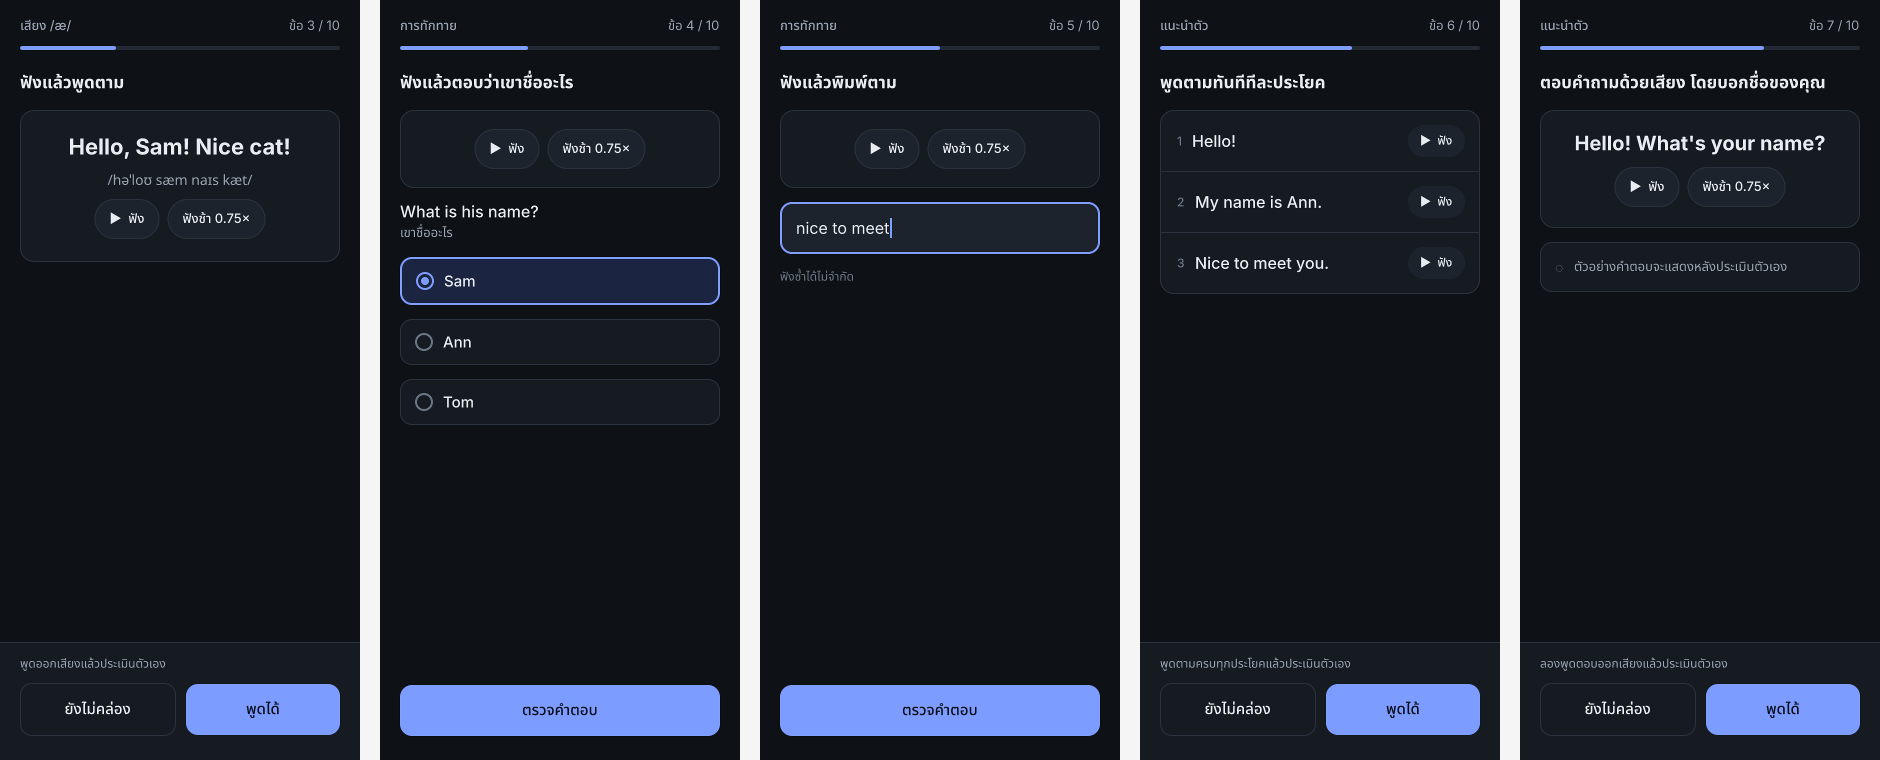 เสียง /æ/ ข้อ 3 / 10
ฟังแล้วพูดตาม
Hello, Sam! Nice cat!
/həˈloʊ sæm naɪs kæt/
▶ ฟัง ฟังช้า 0.75×
พูดออกเสียงแล้วประเมินตัวเอง
ยังไม่คล่อง พูดได้
การทักทาย ข้อ 4 / 10
ฟังแล้วตอบว่าเขาชื่ออะไร
▶ ฟัง ฟังช้า 0.75×
What is his name?
เขาชื่ออะไร
Sam
Ann
Tom
ตรวจคำตอบ
การทักทาย ข้อ 5 / 10
ฟังแล้วพิมพ์ตาม
▶ ฟัง ฟังช้า 0.75×
nice to meet
ฟังซ้ำได้ไม่จำกัด
ตรวจคำตอบ
แนะนำตัว ข้อ 6 / 10
พูดตามทันทีทีละประโยค
1 Hello! ▶ ฟัง
2 My name is Ann. ▶ ฟัง
3 Nice to meet you. ▶ ฟัง
พูดตามครบทุกประโยคแล้วประเมินตัวเอง
ยังไม่คล่อง พูดได้
แนะนำตัว ข้อ 7 / 10
ตอบคำถามด้วยเสียง โดยบอกชื่อของคุณ
Hello! What's your name?
▶ ฟัง ฟังช้า 0.75×
ตัวอย่างคำตอบจะแสดงหลังประเมินตัวเอง
ลองพูดตอบออกเสียงแล้วประเมินตัวเอง
ยังไม่คล่อง พูดได้